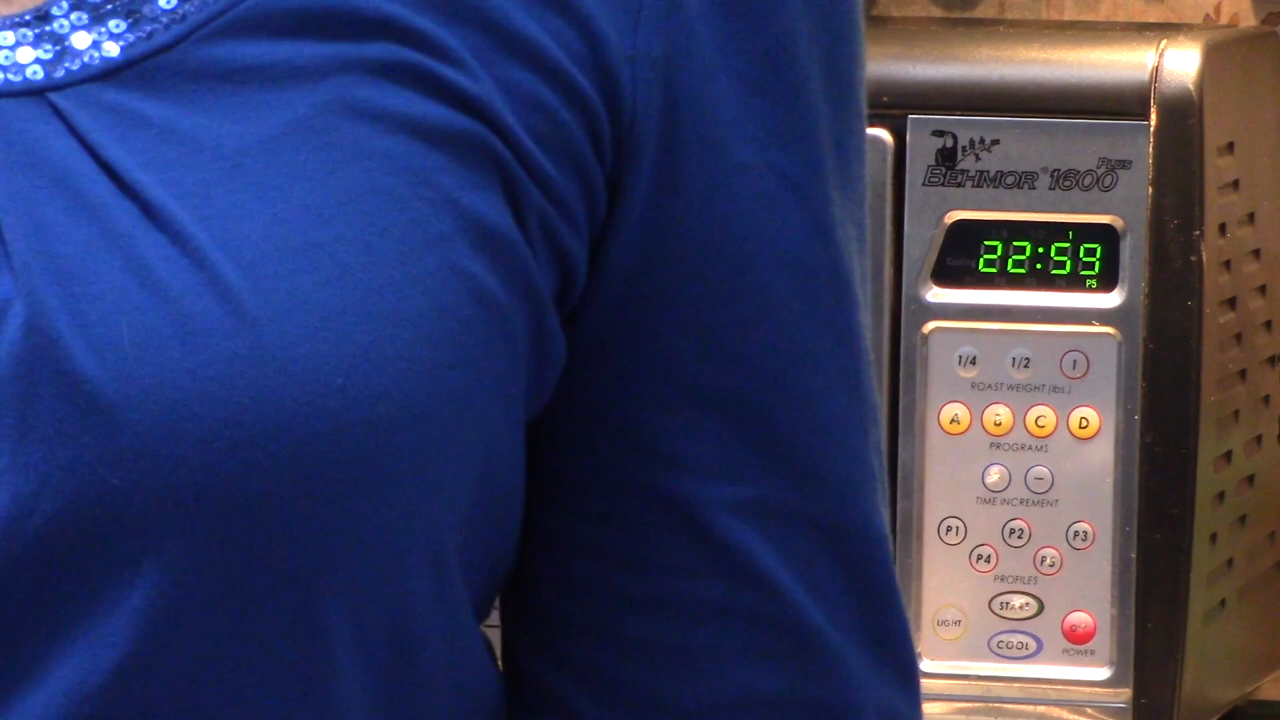 PLUS
BEHMOR® 1600
1
22:59
P5
1/4 1/2 1
ROAST WEIGHT (lbs.)
A B C D
PROGRAMS
+ -
TIME INCREMENT
P1 P2 P3
P4 P5
PROFILES
START
LIGHT
COOL
POWER